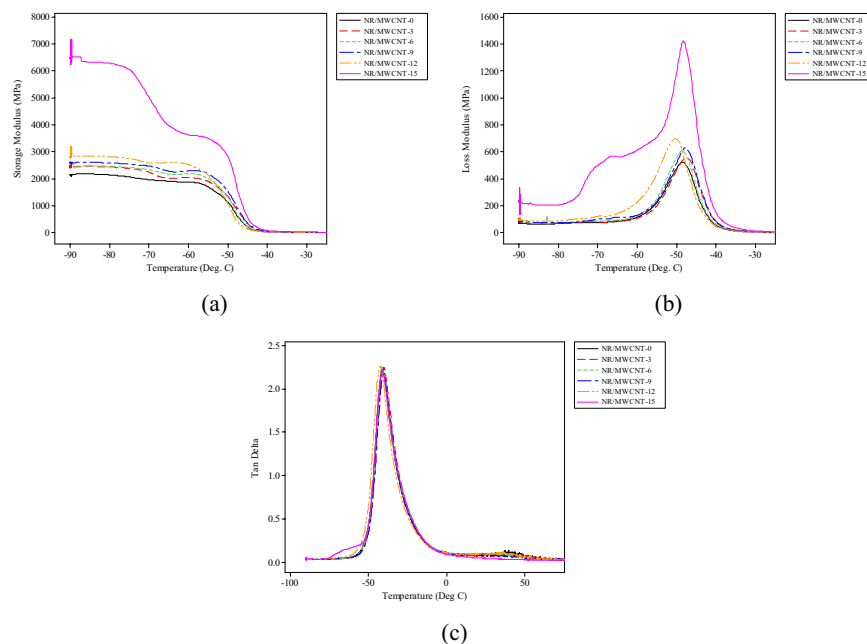 8000
7000
6000
5000
4000
3000
2000
1000
0
Storage Modulus (MPa)
-90 -80 -70 -60 -50 -40 -30
Temperature (Deg. C)
NR/MWCNT-0
NR/MWCNT-3
NR/MWCNT-6
NR/MWCNT-9
NR/MWCNT-12
NR/MWCNT-15
(a)
1600
1400
1200
1000
800
600
400
200
0
Loss Modulus (MPa)
-90 -80 -70 -60 -50 -40 -30
Temperature (Deg. C)
NR/MWCNT-0
NR/MWCNT-3
NR/MWCNT-6
NR/MWCNT-9
NR/MWCNT-12
NR/MWCNT-15
(b)
2.5
2.0
1.5
1.0
0.5
0.0
Tan Delta
-100 -50 0 50
Temperature (Deg C)
NR/MWCNT-0
NR/MWCNT-3
NR/MWCNT-6
NR/MWCNT-9
NR/MWCNT-12
NR/MWCNT-15
(c)